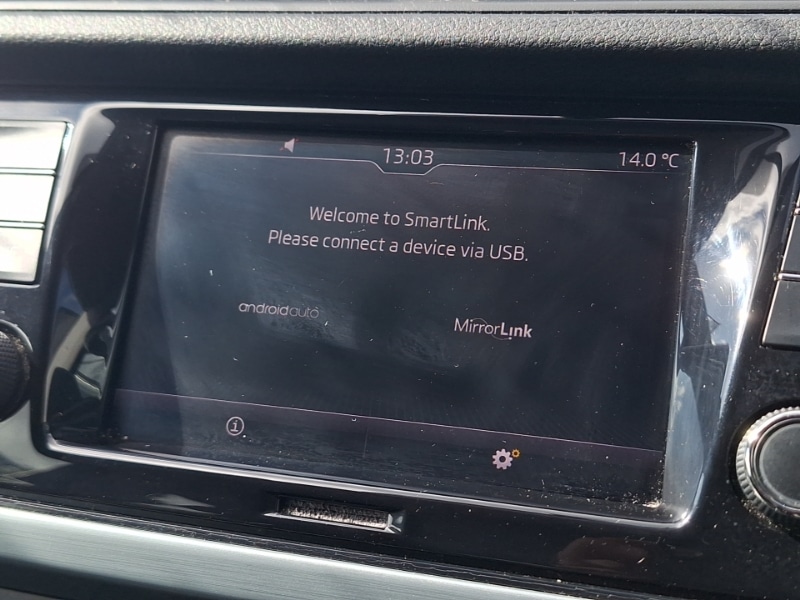 13:03
14.0 °C
Welcome to SmartLink.
Please connect a device via USB.
androidauto
MirrorLink
i